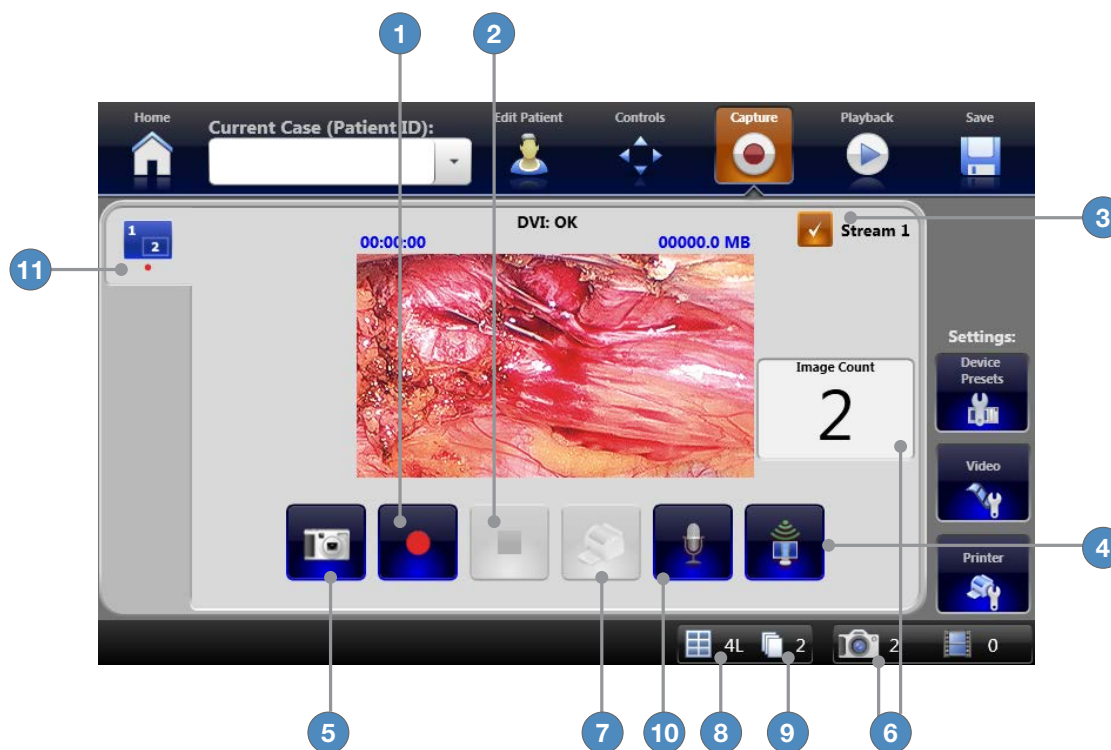 1
2
Home
Current Case (Patient ID):
Edit Patient
Controls
Capture
Playback
Save
1
2
DVI: OK
Stream 1
3
00:00:00
00000.0 MB
11
Settings:
Device
Presets
Image Count
2
Video
4
Printer
4L
2
2
0
5
7
10
8
9
6